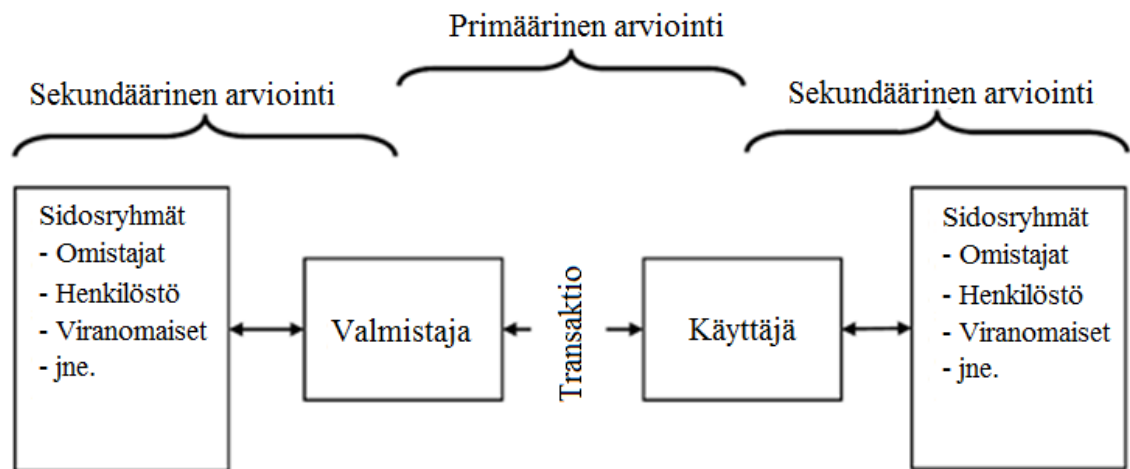 Primäärinen arviointi
Sekundäärinen arviointi
Sekundäärinen arviointi
Sidosryhmät
- Omistajat
- Henkilöstö
- Viranomaiset
- jne.
Valmistaja
Transaktio
Käyttäjä
Sidosryhmät
- Omistajat
- Henkilöstö
- Viranomaiset
- jne.